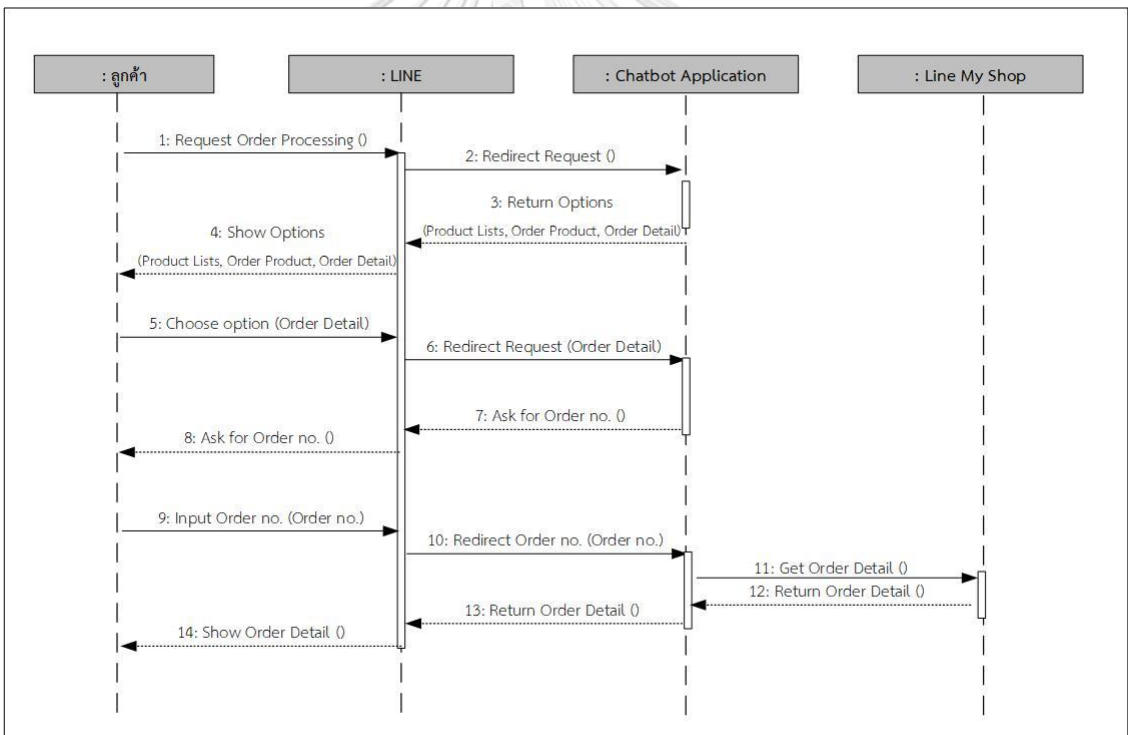 : ลูกค้า
: LINE
: Chatbot Application
: Line My Shop
1: Request Order Processing ()
2: Redirect Request ()
3: Return Options
(Product Lists, Order Product, Order Detail)
4: Show Options
(Product Lists, Order Product, Order Detail)
5: Choose option (Order Detail)
6: Redirect Request (Order Detail)
7: Ask for Order no. ()
8: Ask for Order no. ()
9: Input Order no. (Order no.)
10: Redirect Order no. (Order no.)
11: Get Order Detail ()
12: Return Order Detail ()
13: Return Order Detail ()
14: Show Order Detail ()